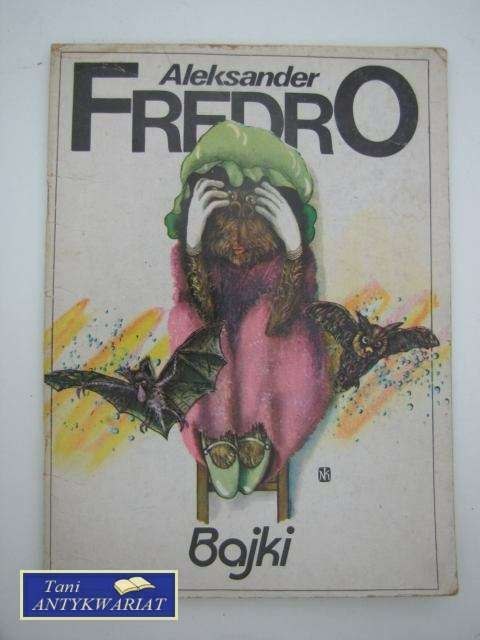 Aleksander
FREDRO
Bajki
Tani
ANTYKWARIAT